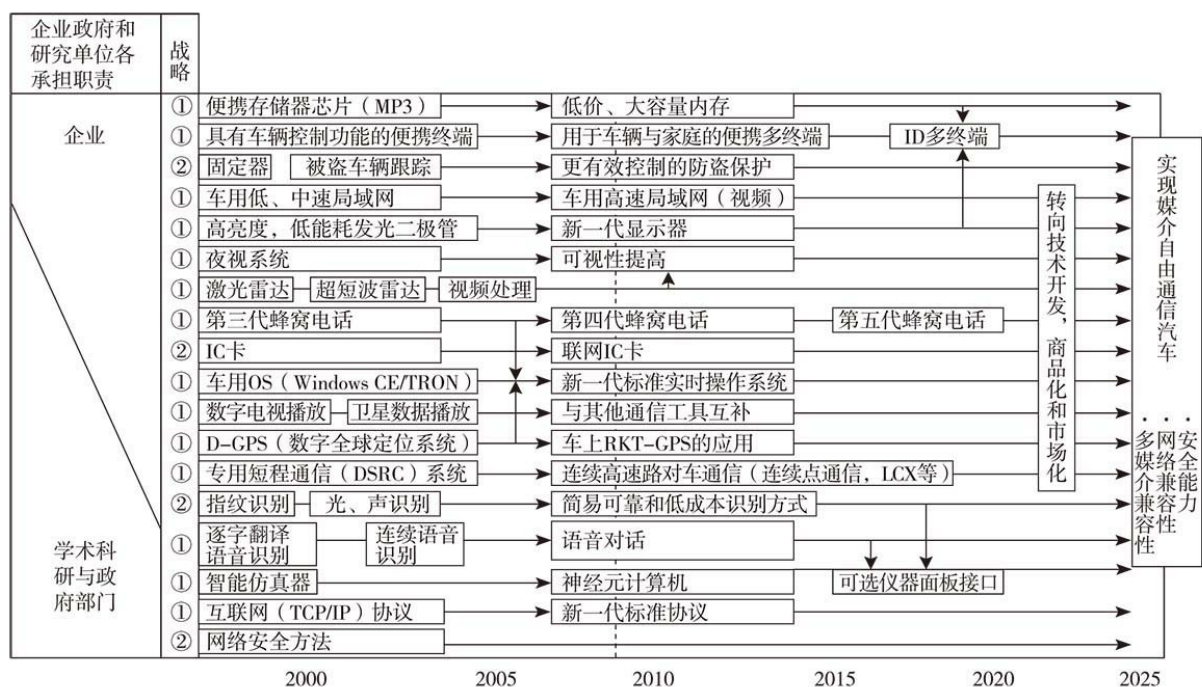 企业政府和
研究单位各
承担职责
战
略
企业
① 便携存储器芯片（MP3） 低价、大容量内存
① 具有车辆控制功能的便携终端 用于车辆与家庭的便携多终端 ID多终端
② 固定器 被盗车辆跟踪 更有效控制的防盗保护
① 车用低、中速局域网 车用高速局域网（视频）
① 高亮度，低能耗发光二极管 新一代显示器
① 夜视系统 可视性提高
① 激光雷达 超短波雷达 视频处理
① 第三代蜂窝电话 第四代蜂窝电话 第五代蜂窝电话
② IC卡 联网IC卡
① 车用OS（Windows CE/TRON） 新一代标准实时操作系统
① 数字电视播放 卫星数据播放 与其他通信工具互补
① D-GPS（数字全球定位系统） 车上RKT-GPS的应用
① 专用短程通信（DSRC）系统 连续高速路对车通信（连续点通信，LCX等）
② 指纹识别 光、声识别 简易可靠和低成本识别方式
① 逐字翻译 连续语音 语音对话
语音识别 识别
① 智能仿真器 神经元计算机 可选仪器面板接口
① 互联网（TCP/IP）协议 新一代标准协议
② 网络安全方法
学术科
研与政
府部门
转向技术开发，商品化和市场化
实现媒介自由通信汽车
·安全能力
·网络兼容性
·多媒介兼容性
2000 2005 2010 2015 2020 2025